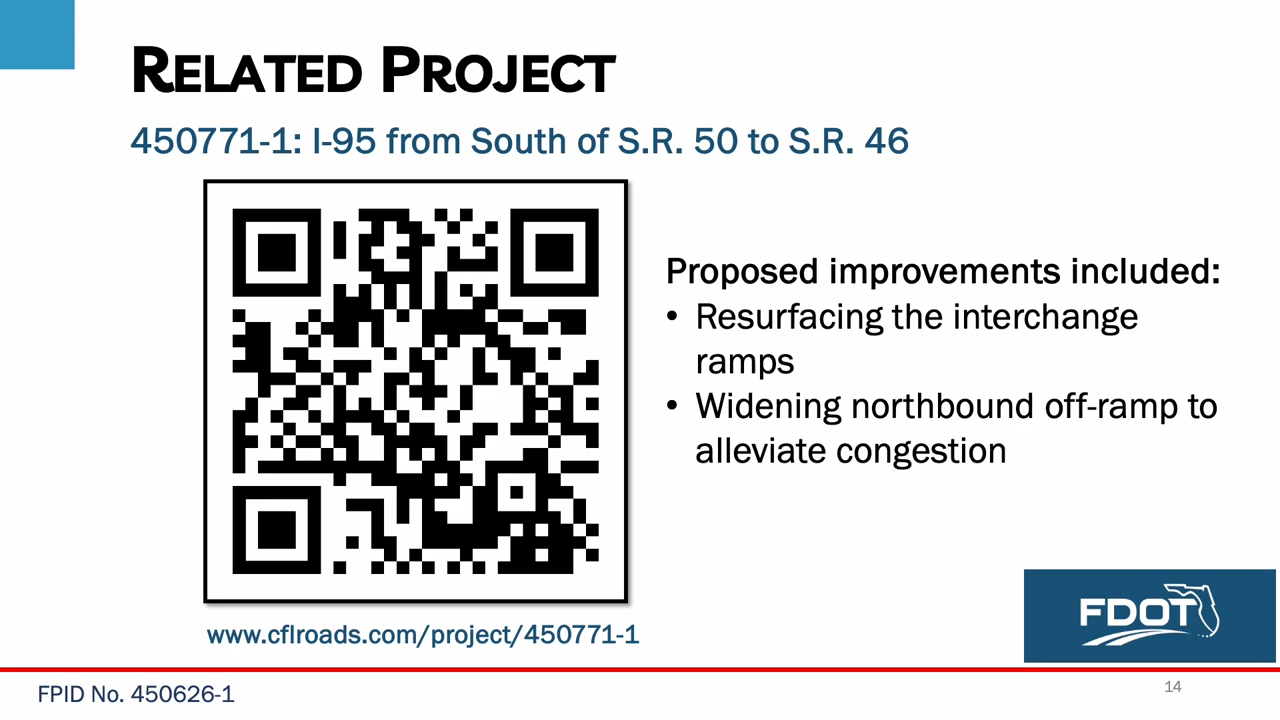 RELATED PROJECT
450771-1: I-95 from South of S.R. 50 to S.R. 46
Proposed improvements included:
• Resurfacing the interchange
ramps
• Widening northbound off-ramp to
alleviate congestion
www.cflroads.com/project/450771-1
FDOT
FPID No. 450626-1
14